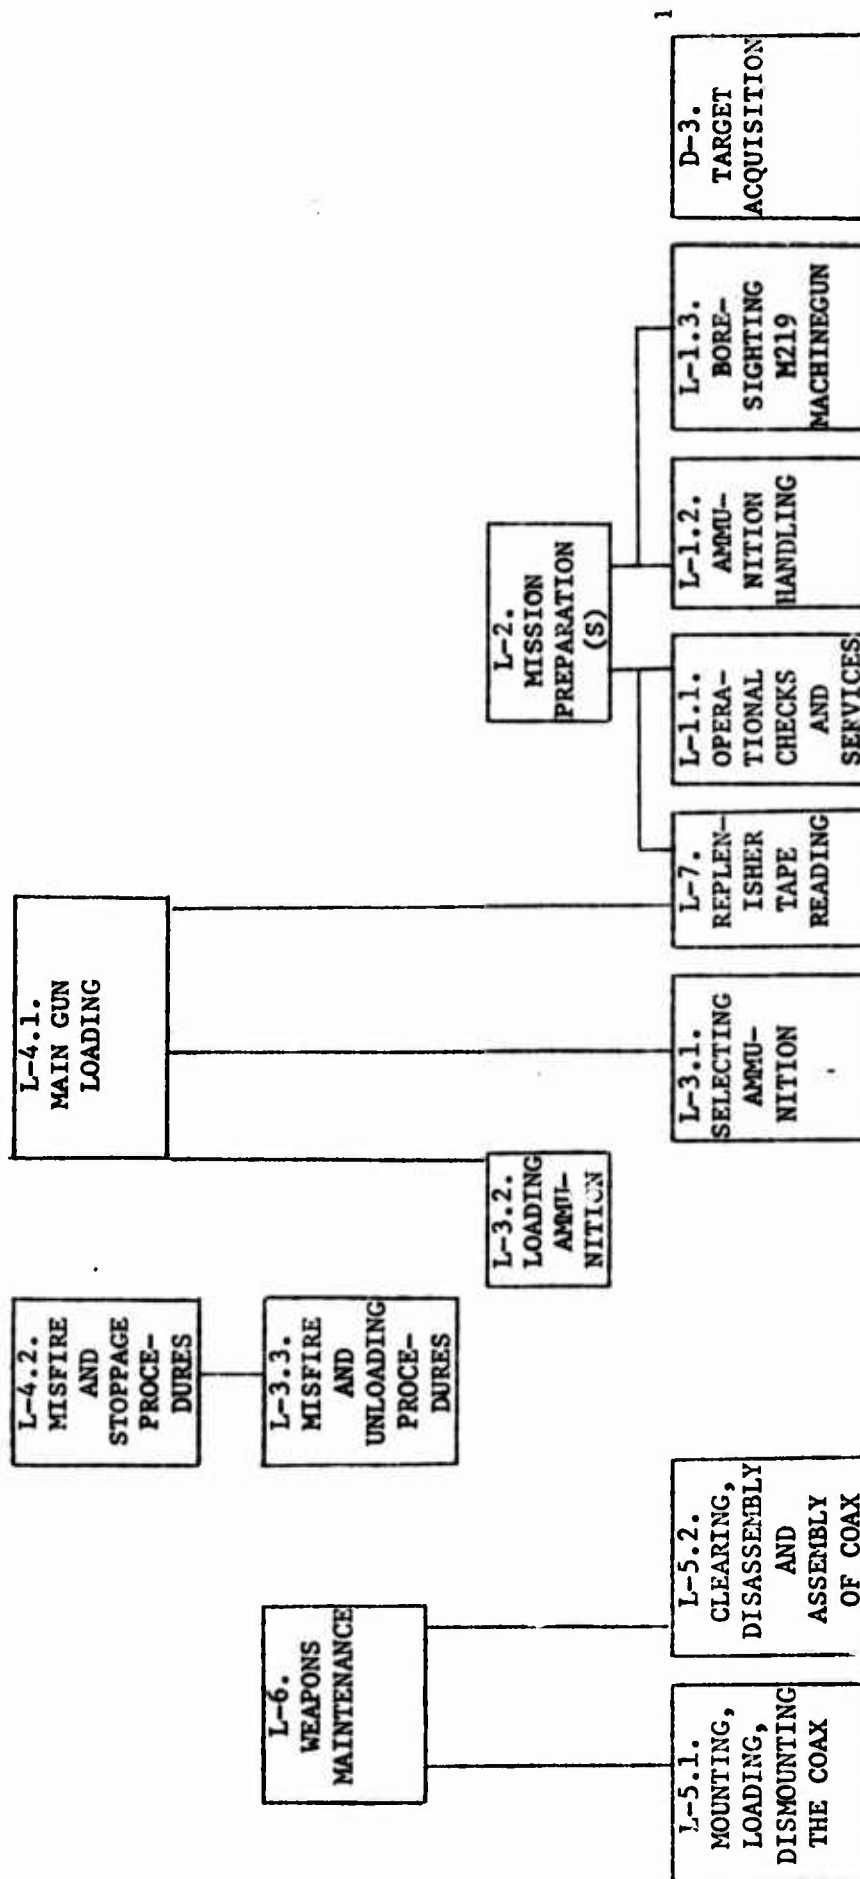 L-4.2.
MISFIRE
AND
STOPPAGE
PROCE-
DURES
L-4.1.
MAIN GUN
LOADING
L-6.
WEAPONS
MAINTENANCE
L-3.3.
MISFIRE
AND
UNLOADING
PROCE-
DURES
L-3.2.
LOADING
AMMU-
NITION
L-2.
MISSION
PREPARATION
(S)
L-5.1.
MOUNTING,
LOADING,
DISMOUNTING
THE COAX
L-5.2.
CLEARING,
DISASSEMBLY
AND
ASSEMBLY
OF COAX
L-3.1.
SELECTING
AMMU-
NITION
L-7.
REPLEN-
ISHER
TAPE
READING
L-1.1.
OPERA-
TIONAL
CHECKS
AND
SERVICES
L-1.2.
AMMU-
NITION
HANDLING
L-1.3.
BORE-
SIGHTING
M219
MACHINEGUN
D-3.
TARGET
ACQUISITION
1